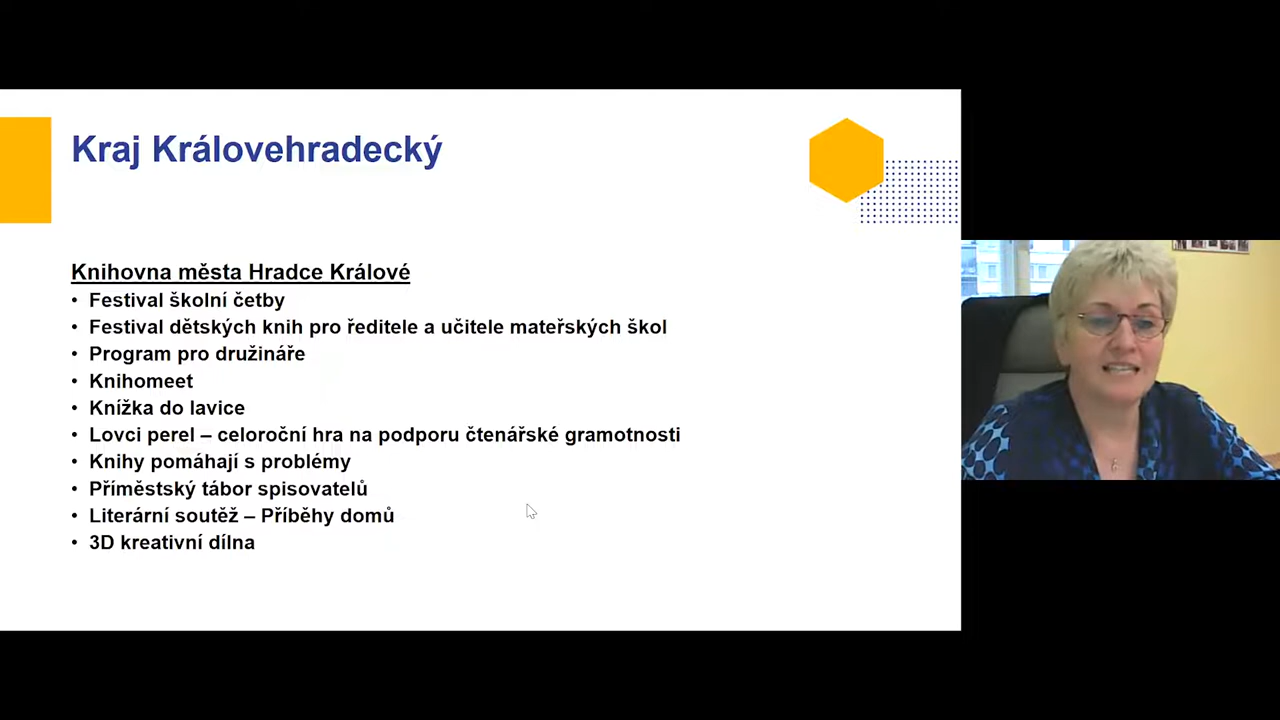 Kraj Královehradecký
Knihovna města Hradce Králové
• Festival školní četby
• Festival dětských knih pro ředitele a učitele mateřských škol
• Program pro družináře
• Knihomeet
• Knížka do lavice
• Lovci perel – celoroční hra na podporu čtenářské gramotnosti
• Knihy pomáhají s problémy
• Příměstský tábor spisovatelů
• Literární soutěž – Příběhy domů
• 3D kreativní dílna